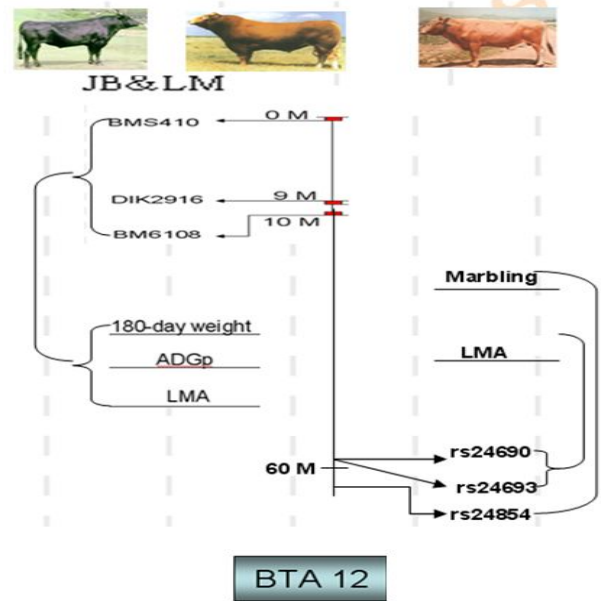 JB&LM
0 M
BMS410
9 M
DIK2916
10 M
BM6108
Marbling
180-day weight
LMA
ADGp
LMA
rs24690
60 M
rs24693
rs24854
BTA 12